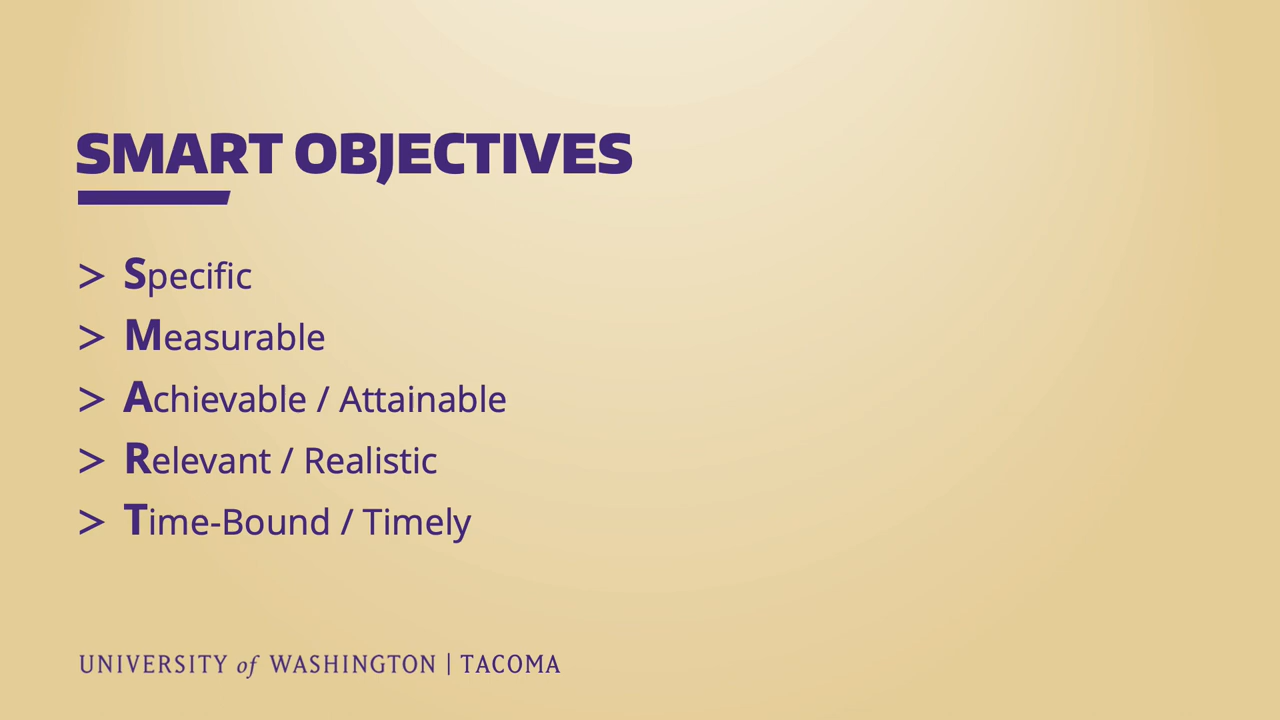 SMART OBJECTIVES
> Specific
> Measurable
> Achievable / Attainable
> Relevant / Realistic
> Time-Bound / Timely
UNIVERSITY of WASHINGTON | TACOMA